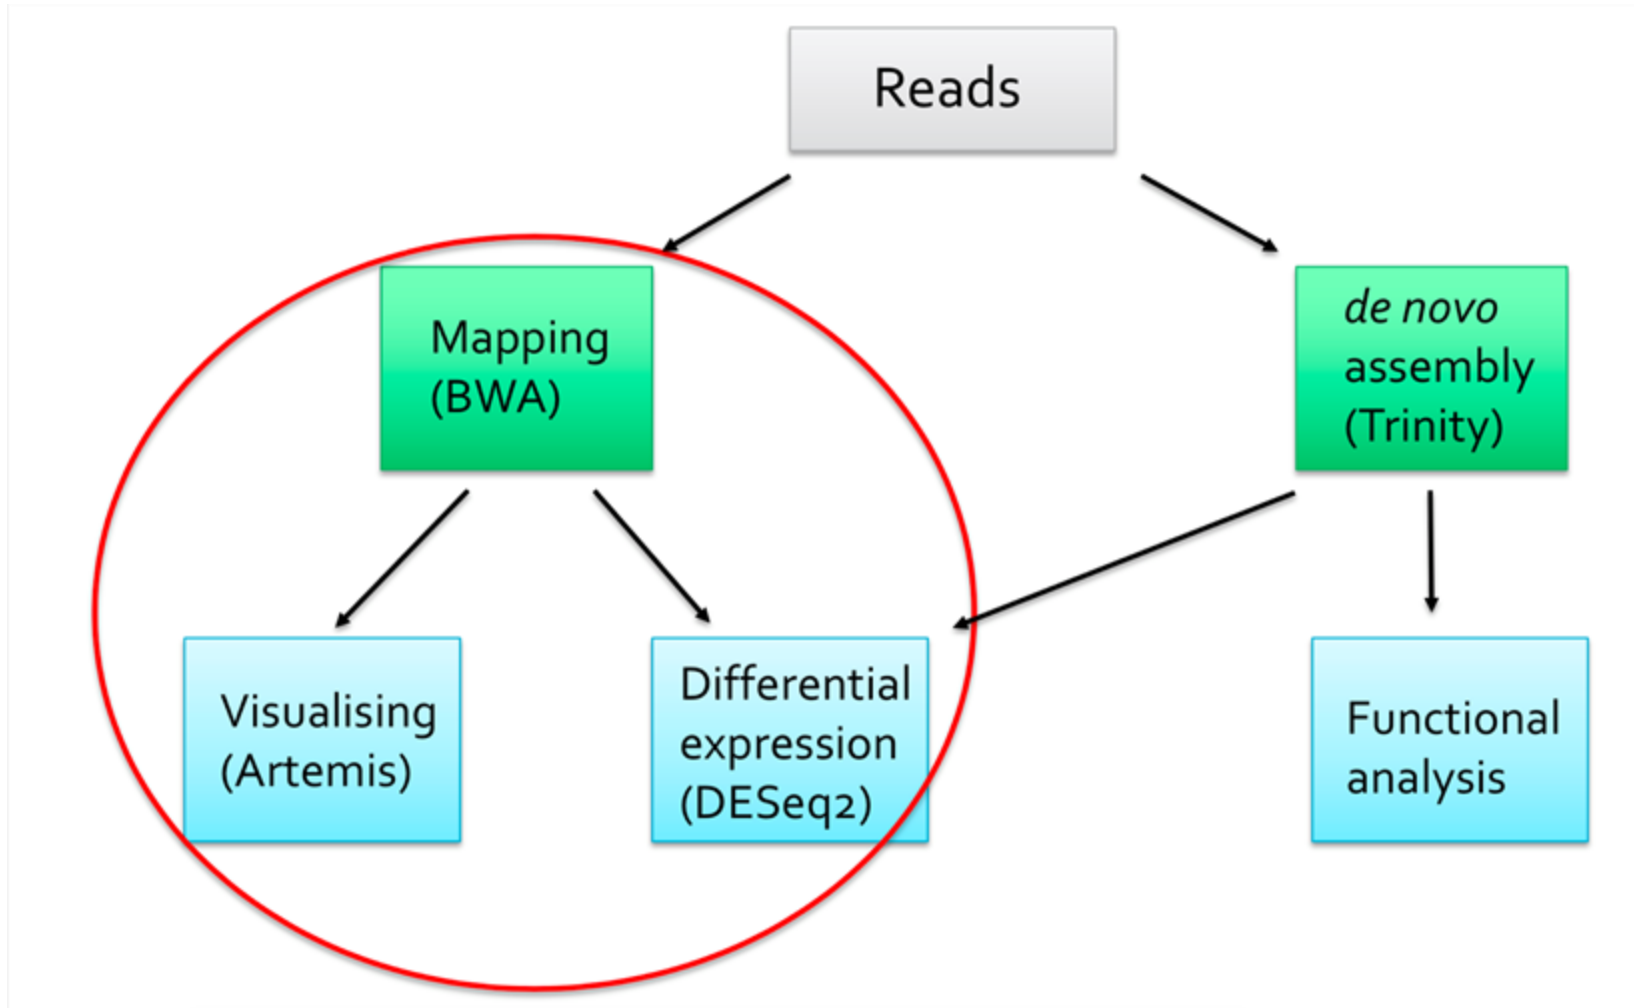 Reads
Mapping
(BWA)
de novo
assembly
(Trinity)
Visualising
(Artemis)
Differential
expression
(DESeq2)
Functional
analysis